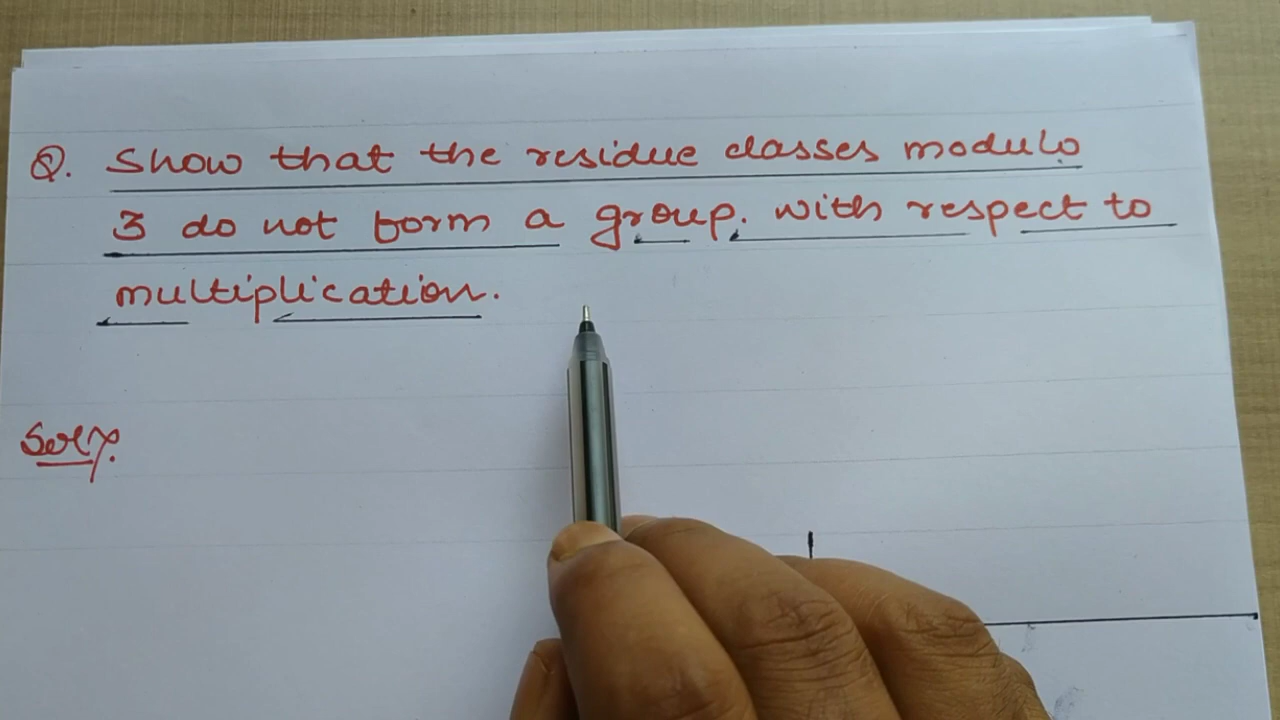 Q. Show that the residue classes modulo
3 do not form a group. with respect to
multiplication.
Soln.